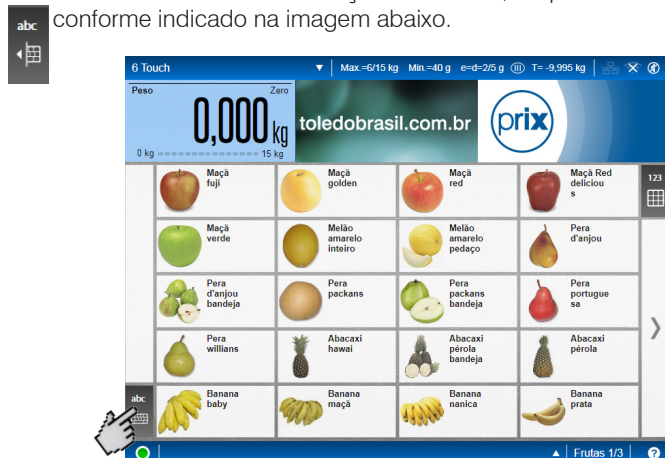 abc
conforme indicado na imagem abaixo.
6 Touch
Max.=6/15 kg Min.=40 g e=d=2/5 g III T= -9,995 kg
Peso
Zero
0,000 kg
0 kg
15 kg
toledobrasil.com.br
prix
Maçã
fuji
Maçã
golden
Maçã
red
Maçã Red
deliciou
s
123
Maçã
verde
Melão
amarelo
inteiro
Melão
amarelo
pedaço
Pera
d'anjou
Pera
d'anjou
bandeja
Pera
packans
Pera
packans
bandeja
Pera
portugue
sa
Pera
willians
Abacaxi
hawai
Abacaxi
pérola
bandeja
Abacaxi
pérola
abc
Banana
baby
Banana
maçã
Banana
nanica
Banana
prata
Frutas 1/3
?